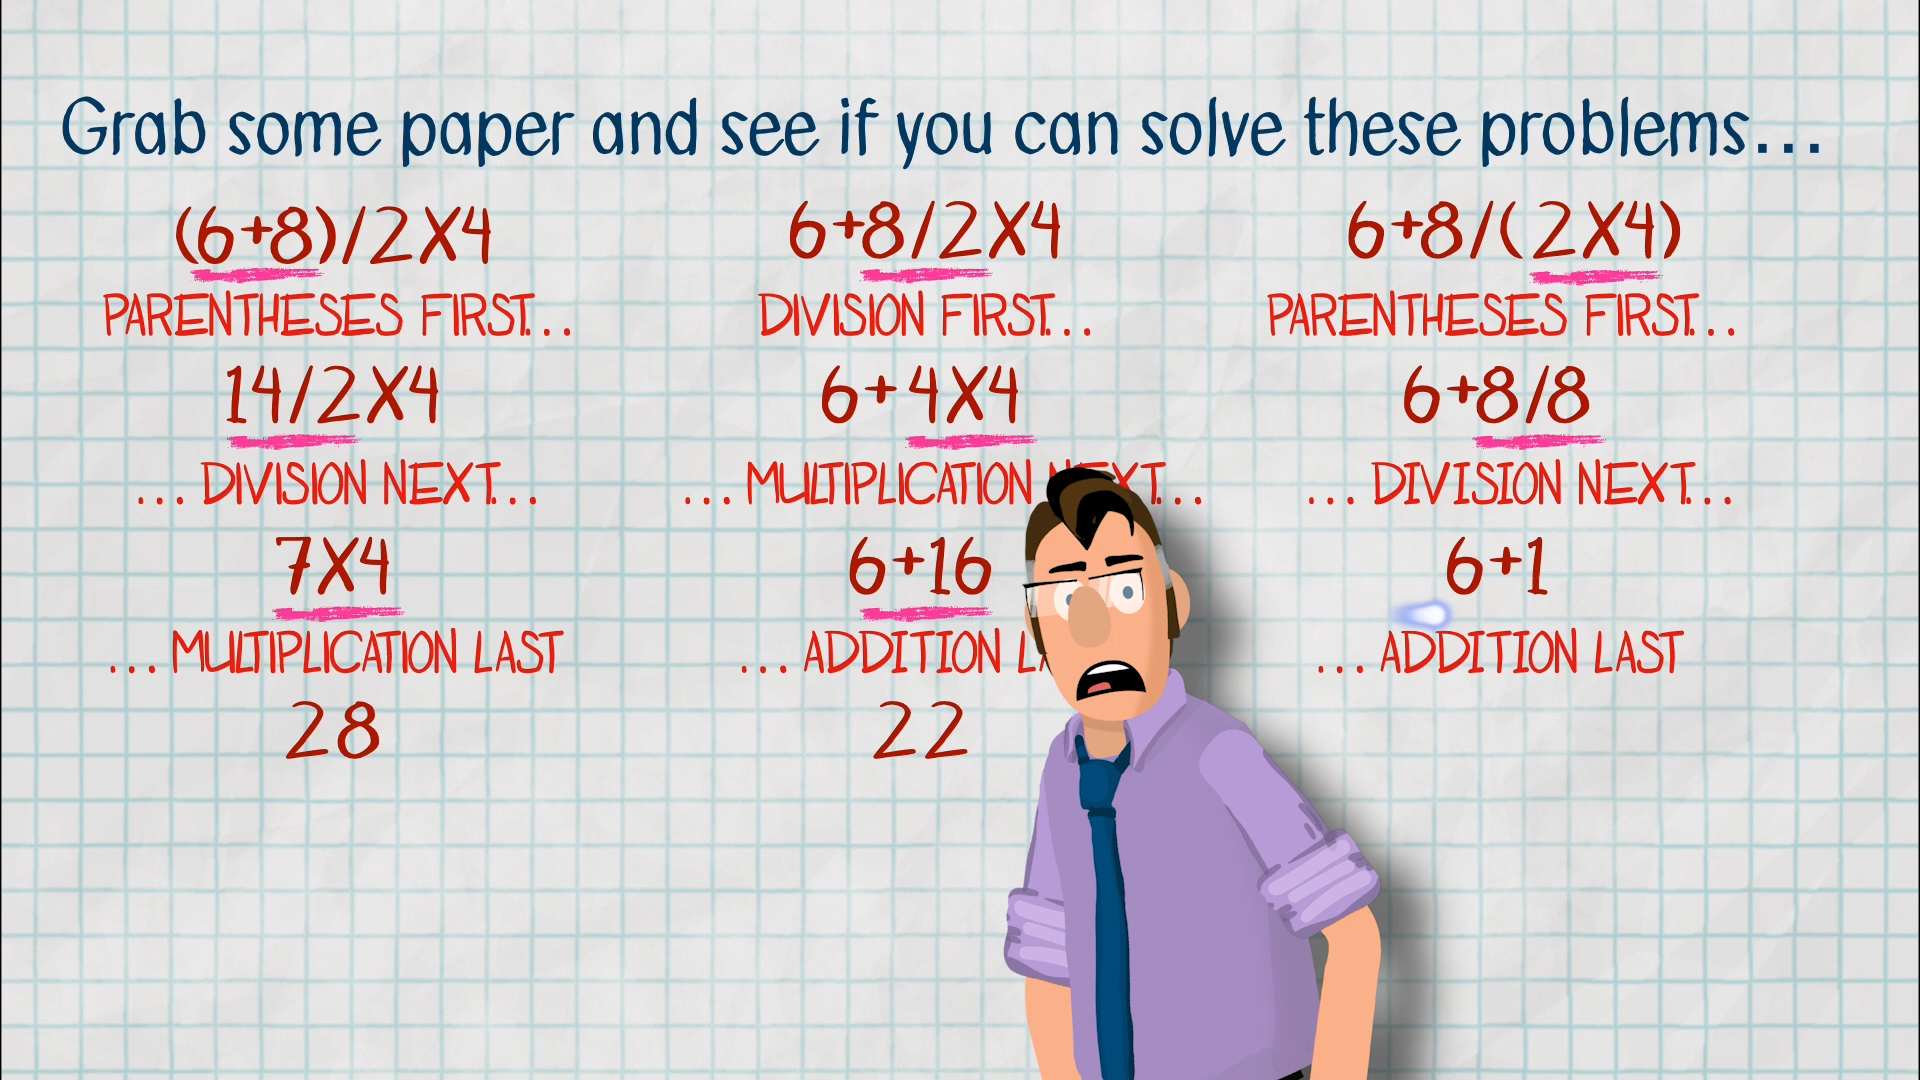 Grab some paper and see if you can solve these problems...
(6+8)/2X4
PARENTHESES FIRST...
14/2X4
...DIVISION NEXT...
7X4
...MULTIPLICATION LAST
28
6+8/2X4
DIVISION FIRST...
6+4X4
...MULTIPLICATION NEXT...
6+16
...ADDITION LA
22
6+8/(2X4)
PARENTHESES FIRST...
6+8/8
...DIVISION NEXT...
6+1
...ADDITION LAST